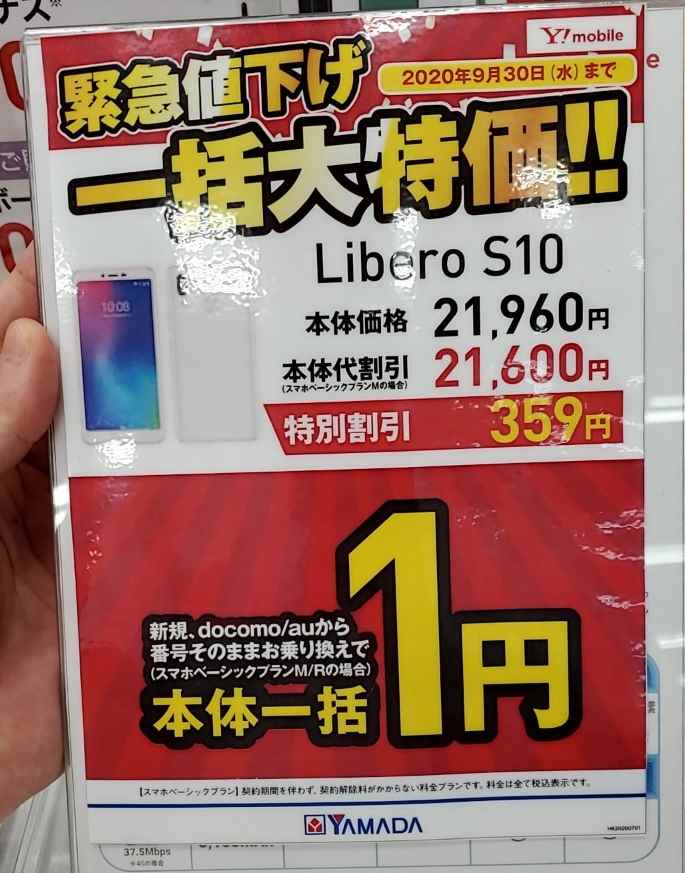 Y!mobile
緊急値下げ
2020年9月30日(水)まで
一括大特価!!
Libero S10
10:08
本体価格 21,960円
本体代割引 21,600円
(スマホベーシックプランMの場合)
特別割引 359円
新規、docomo/auから
番号そのままお乗り換えで
(スマホベーシックプランM/Rの場合)
本体一括 1円
【スマホベーシックプラン】契約期間を伴わず、契約解除料がかからない料金プランです。料金は全て税込表示です。
YAMADA
37.5Mbps